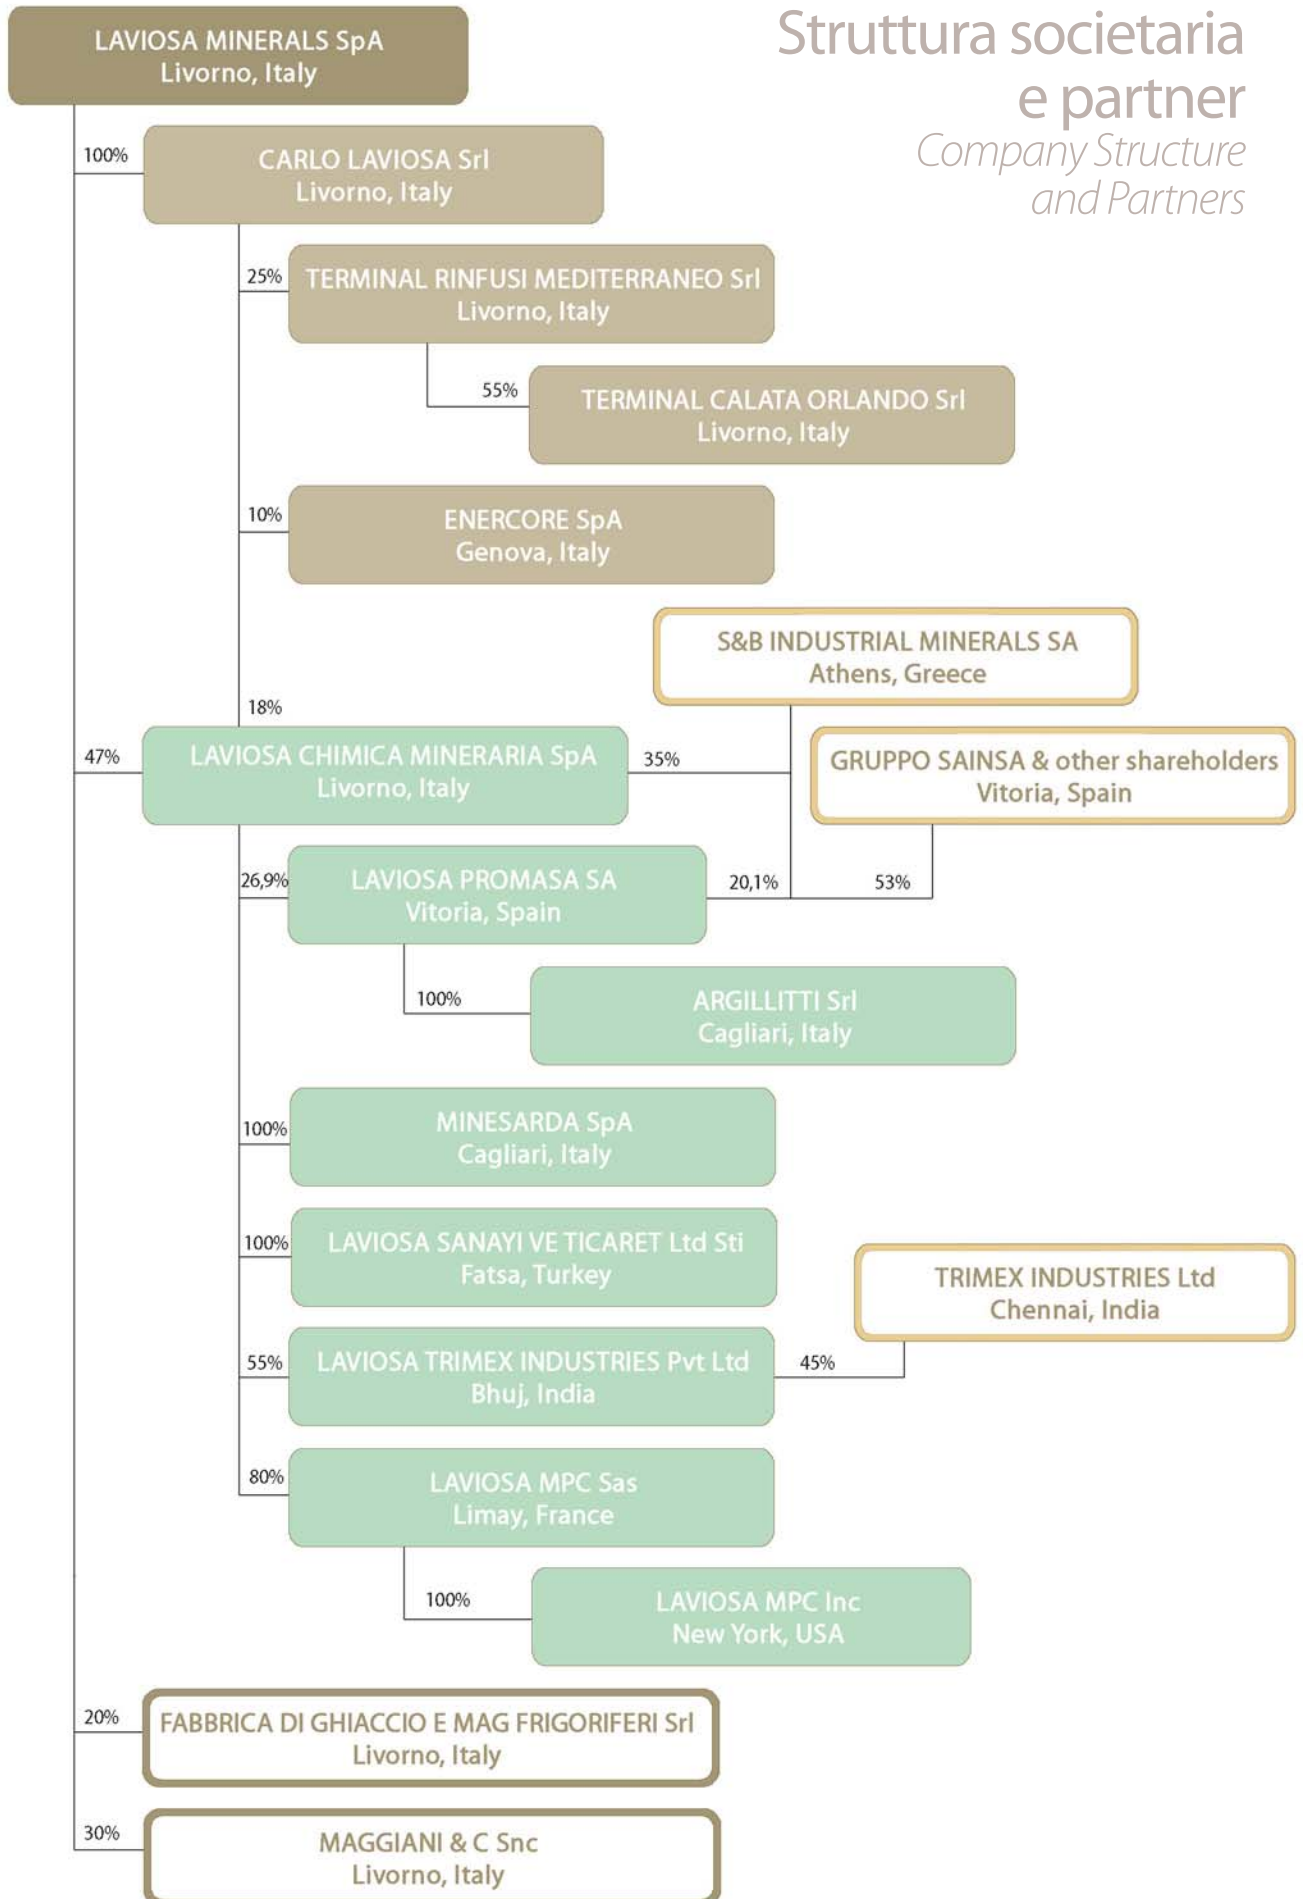 Struttura societaria
e partner
Company Structure
and Partners
LAVIOSA MINERALS SpA
Livorno, Italy
100%
CARLO LAVIOSA Srl
Livorno, Italy
25%
TERMINAL RINFUSI MEDITERRANEO Srl
Livorno, Italy
55%
TERMINAL CALATA ORLANDO Srl
Livorno, Italy
10%
ENERCORE SpA
Genova, Italy
S&B INDUSTRIAL MINERALS SA
Athens, Greece
18%
47%
LAVIOSA CHIMICA MINERARIA SpA
Livorno, Italy
35%
GRUPPO SAINSA & other shareholders
Vitoria, Spain
26,9%
LAVIOSA PROMASA SA
Vitoria, Spain
20,1%
53%
100%
ARGILLITTI Srl
Cagliari, Italy
100%
MINESARDA SpA
Cagliari, Italy
100%
LAVIOSA SANAYI VE TICARET Ltd Sti
Fatsa, Turkey
TRIMEX INDUSTRIES Ltd
Chennai, India
55%
LAVIOSA TRIMEX INDUSTRIES Pvt Ltd
Bhuj, India
45%
80%
LAVIOSA MPC Sas
Limay, France
100%
LAVIOSA MPC Inc
New York, USA
20%
FABBRICA DI GHIACCIO E MAG FRIGORIFERI Srl
Livorno, Italy
30%
MAGGIANI & C Snc
Livorno, Italy